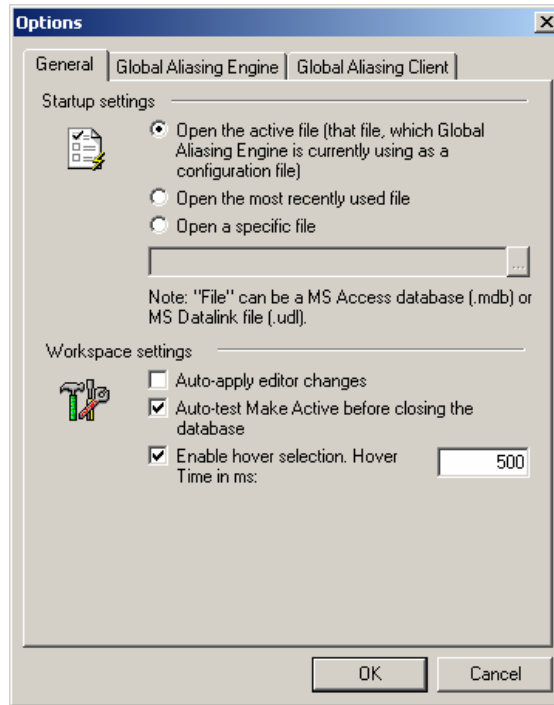 Options
General
Global Aliasing Engine
Global Aliasing Client
Startup settings
Open the active file (that file, which Global
Aliasing Engine is currently using as a
configuration file)
Open the most recently used file
Open a specific file
...
Note: "File" can be a MS Access database (.mdb) or
MS Datalink file (.udl).
Workspace settings
Auto-apply editor changes
Auto-test Make Active before closing the
database
Enable hover selection. Hover
Time in ms:
500
OK
Cancel